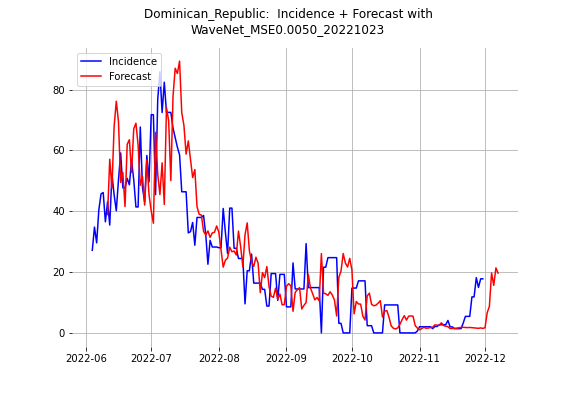 Dominican_Republic:  Incidence + Forecast with
WaveNet_MSE0.0050_20221023
Incidence
Forecast
80
60
40
20
0
2022-06 2022-07 2022-08 2022-09 2022-10 2022-11 2022-12